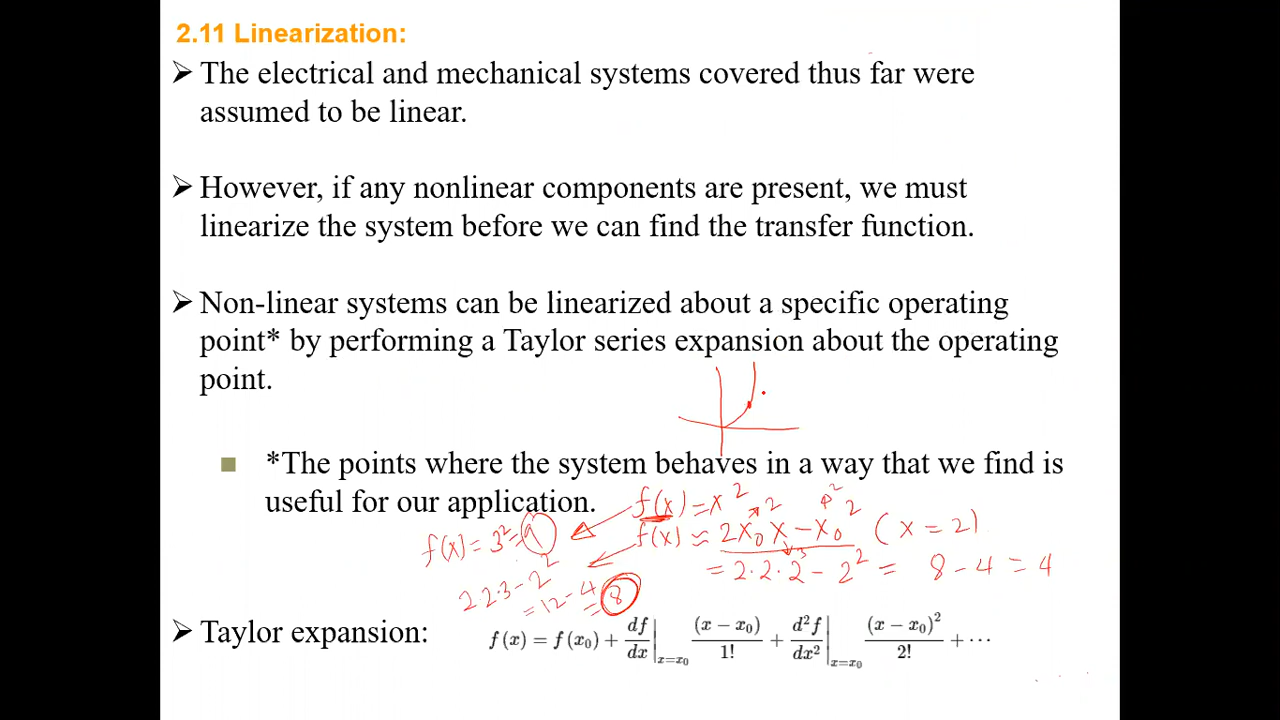 2.11 Linearization:
➢ The electrical and mechanical systems covered thus far were
assumed to be linear.
➢ However, if any nonlinear components are present, we must
linearize the system before we can find the transfer function.
➢ Non-linear systems can be linearized about a specific operating
point* by performing a Taylor series expansion about the operating
point.
■ *The points where the system behaves in a way that we find is
useful for our application.
f(x) = x²
f(x) = 3² = 9
f(x) ≈ 2x₀x − x₀² (x = 2)
= 2·2·2 − 2² = 8 − 4 = 4
2·2·3 − 2²
= 12 − 4
= 8
➢ Taylor expansion: f(x) = f(x₀) + df/dx |ₓ₌ₓ₀ (x − x₀)/1! + d²f/dx² |ₓ₌ₓ₀ (x − x₀)²/2! + ⋯